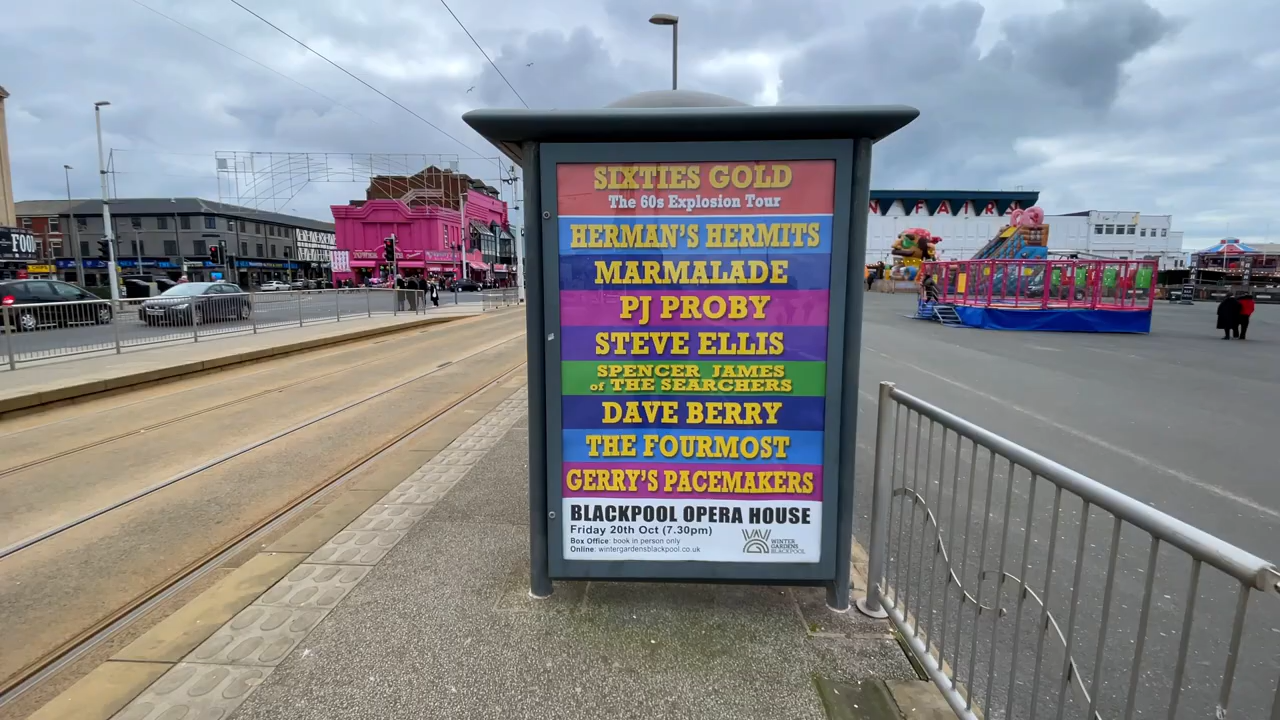 SIXTIES GOLD
The 60s Explosion Tour
HERMAN'S HERMITS
MARMALADE
PJ PROBY
STEVE ELLIS
SPENCER JAMES
of THE SEARCHERS
DAVE BERRY
THE FOURMOST
GERRY'S PACEMAKERS
BLACKPOOL OPERA HOUSE
Friday 20th Oct (7.30pm)
Box Office: book in person only
Online: wintergardensblackpool.co.uk
WINTER
GARDENS
BLACKPOOL
FOO
N FAIR